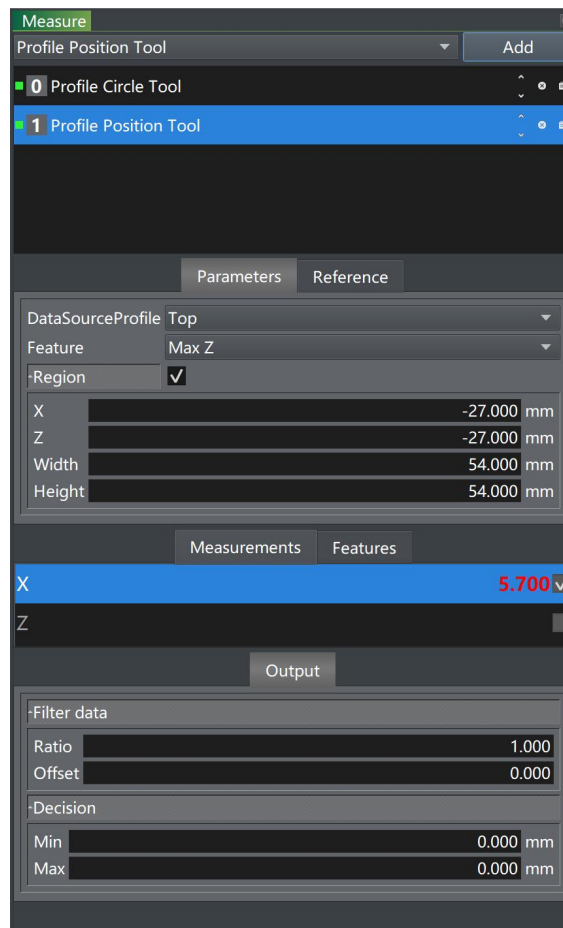 Measure
Profile Position Tool Add
0 Profile Circle Tool
1 Profile Position Tool
Parameters Reference
DataSourceProfile Top
Feature Max Z
Region
X -27.000 mm
Z -27.000 mm
Width 54.000 mm
Height 54.000 mm
Measurements Features
X 5.700
Z
Output
Filter data
Ratio 1.000
Offset 0.000
Decision
Min 0.000 mm
Max 0.000 mm